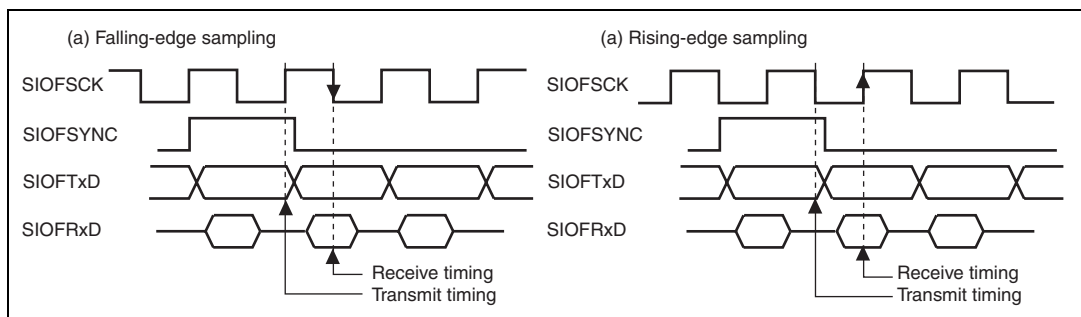 (a) Falling-edge sampling
SIOFSCK
SIOFSYNC
SIOFTxD
SIOFRxD
Receive timing
Transmit timing
(a) Rising-edge sampling
SIOFSCK
SIOFSYNC
SIOFTxD
SIOFRxD
Receive timing
Transmit timing